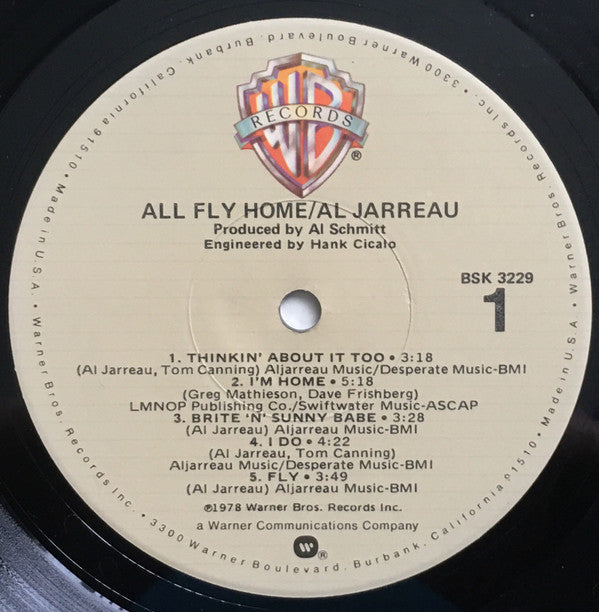 WB
RECORDS
®
ALL FLY HOME/AL JARREAU
Produced by Al Schmitt
Engineered by Hank Cicalo
BSK 3229
1
1. THINKIN' ABOUT IT TOO • 3:18
(Al Jarreau, Tom Canning) Aljarreau Music/Desperate Music-BMI
2. I'M HOME • 5:18
(Greg Mathieson, Dave Frishberg)
LMNOP Publishing Co./Swiftwater Music-ASCAP
3. BRITE 'N' SUNNY BABE • 3:28
(Al Jarreau) Aljarreau Music-BMI
4. I DO • 4:22
(Al Jarreau, Tom Canning)
Aljarreau Music/Desperate Music-BMI
5. FLY • 3:49
(Al Jarreau) Aljarreau Music-BMI
℗1978 Warner Bros. Records Inc.
a Warner Communications Company
W®
Warner Bros. Records Inc. • 3300 Warner Boulevard, Burbank, California 91510 • Made in U.S.A. • Warner Bros. Records Inc. • 3300 Warner Boulevard, Burbank, California 91510 • Made in U.S.A. •